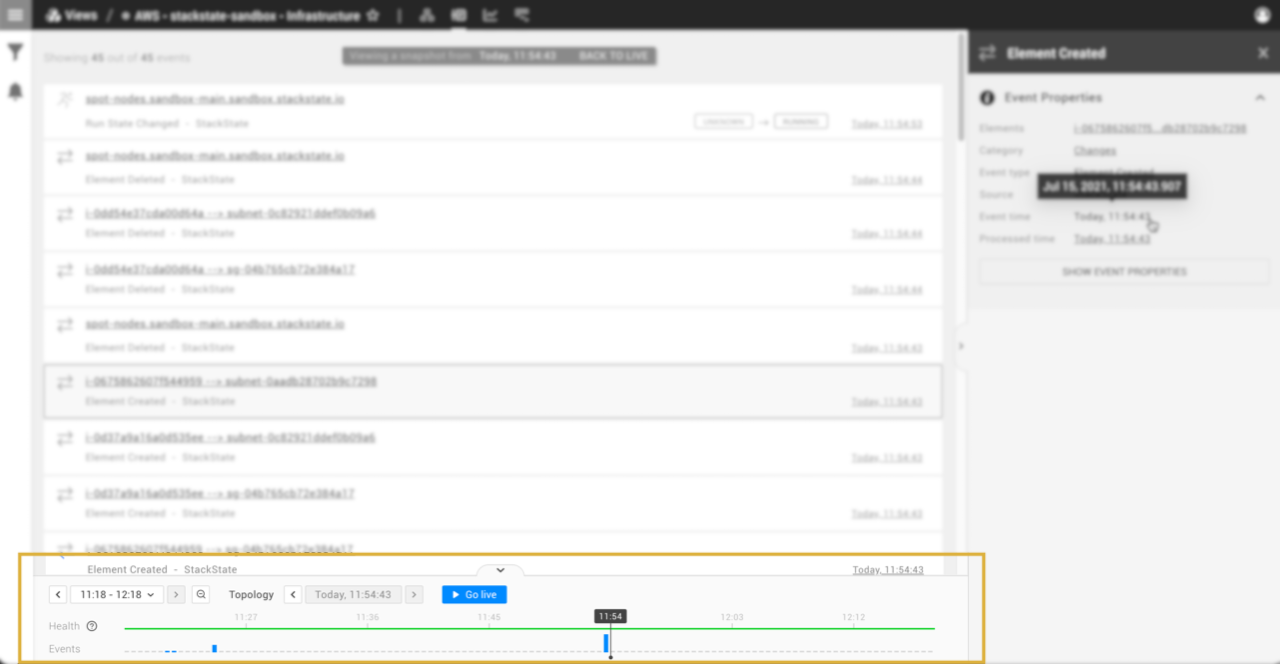 Views / AWS - stackstate-sandbox - Infrastructure
Showing 45 out of 45 events
Viewing a snapshot from Today, 11:54:43 BACK TO LIVE
spot-nodes.sandbox-main.sandbox.stackstate.io
Run State Changed - StackState UNKNOWN RUNNING Today, 11:54:53
spot-nodes.sandbox-main.sandbox.stackstate.io
Element Deleted - StackState Today, 11:54:44
i-0dd54e37cda00d64a --> subnet-0c82921ddef0b09a6
Element Deleted - StackState Today, 11:54:44
i-0dd54e37cda00d64a --> sg-04b765cb72e384a17
Element Deleted - StackState Today, 11:54:44
spot-nodes.sandbox-main.sandbox.stackstate.io
Element Deleted - StackState Today, 11:54:43
i-0675862607f544959 --> subnet-0aadb28702b9c7298
Element Created - StackState Today, 11:54:43
i-0d37a9a16a0d535ee --> subnet-0c82921ddef0b09a6
Element Created - StackState Today, 11:54:43
i-0d37a9a16a0d535ee --> sg-04b765cb72e384a17
Element Created - StackState Today, 11:54:43
i-0675862607f544959 --> sg-04b765cb72e384a17
Element Created - StackState Today, 11:54:43
Element Created
Event Properties
Elements i-0675862607f5...db28702b9c7298
Category Changes
Event type Element Created
Jul 15, 2021, 11:54:43.907
Source
Event time Today, 11:54:43
Processed time Today, 11:54:43
SHOW EVENT PROPERTIES
11:18 - 12:18 Topology Today, 11:54:43 Go live
11:27 11:36 11:45 11:54 12:03 12:12
Health ?
Events